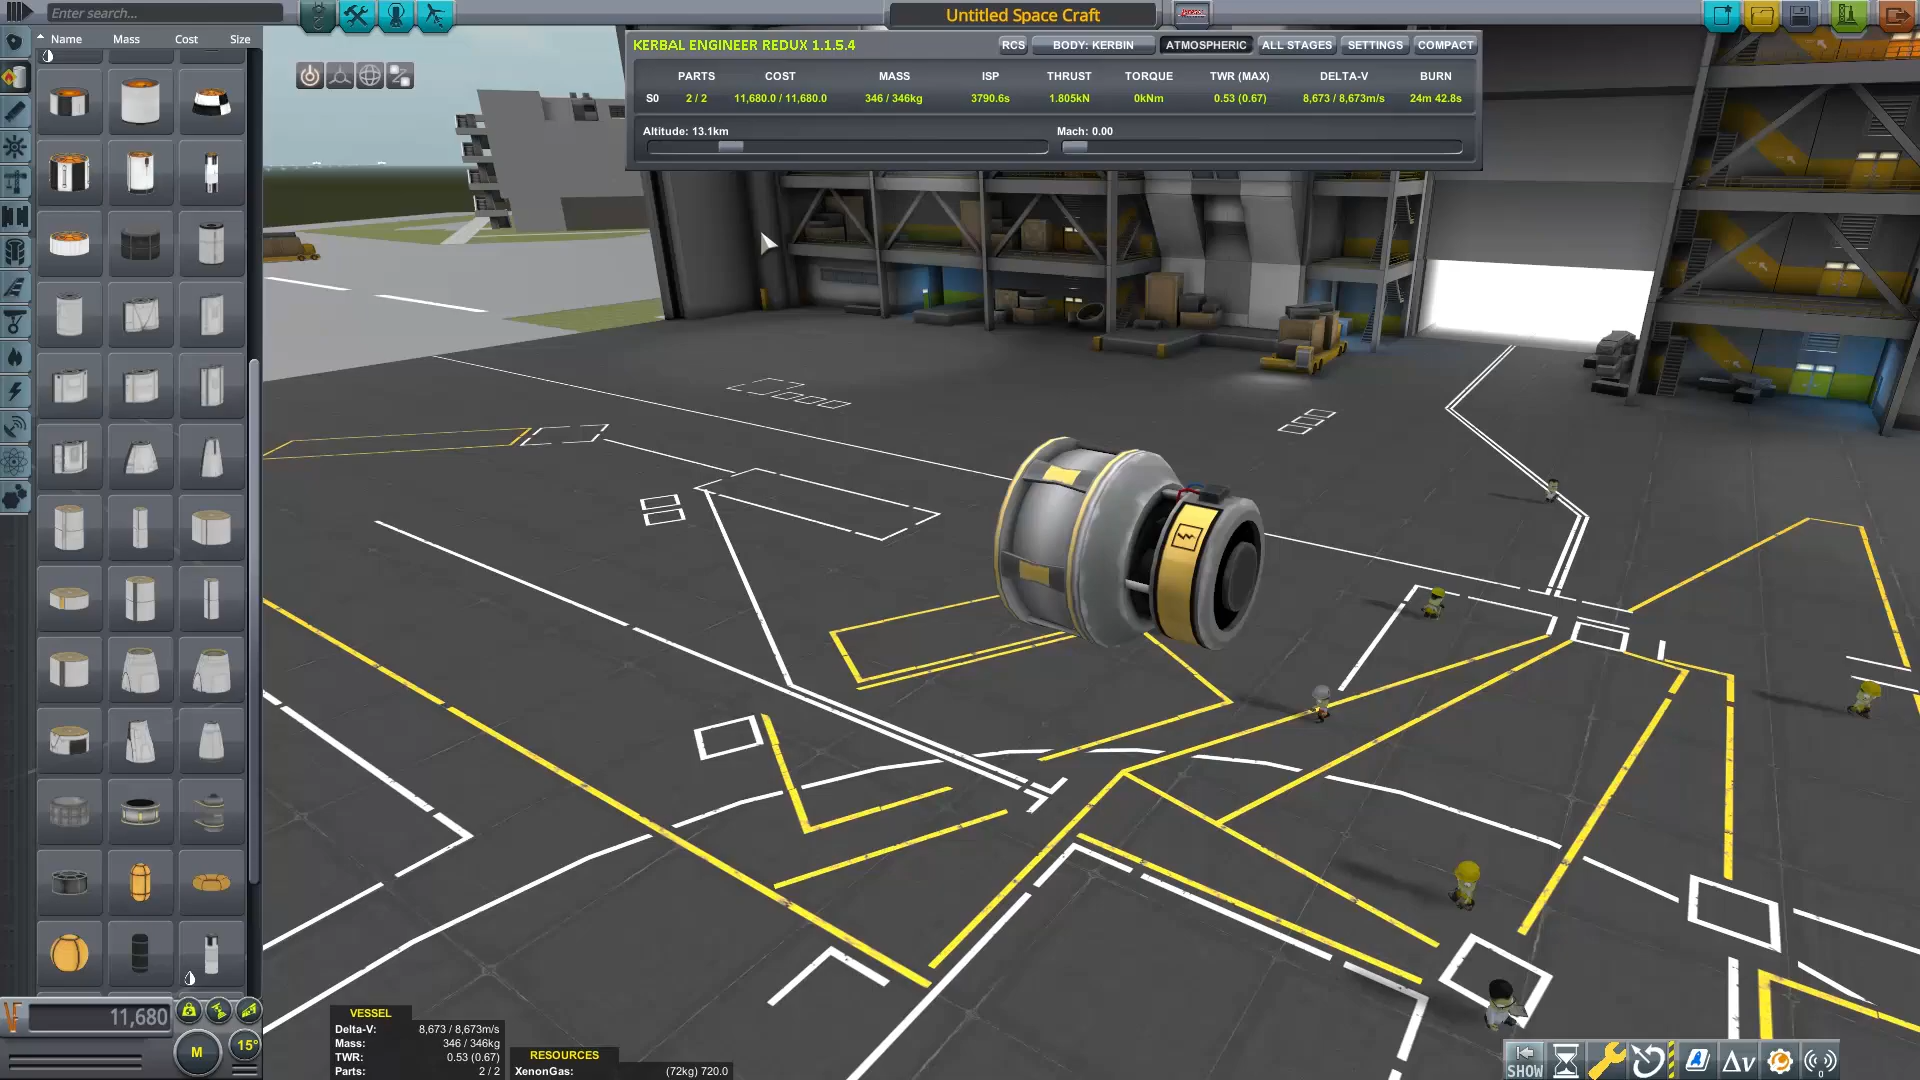 Enter search...
Untitled Space Craft
Name Mass Cost Size
KERBAL ENGINEER REDUX 1.1.5.4 RCS BODY: KERBIN ATMOSPHERIC ALL STAGES SETTINGS COMPACT
PARTS COST MASS ISP THRUST TORQUE TWR (MAX) DELTA-V BURN
S0 2 / 2 11,680.0 / 11,680.0 346 / 346kg 3790.6s 1.805kN 0kNm 0.53 (0.67) 8,673 / 8,673m/s 24m 42.8s
Altitude: 13.1km Mach: 0.00
11,680
M
15°
VESSEL
Delta-V: 8,673 / 8,673m/s
Mass: 346 / 346kg
TWR: 0.53 (0.67)
Parts: 2 / 2
RESOURCES
XenonGas: (72kg) 720.0
SHOW
Δv